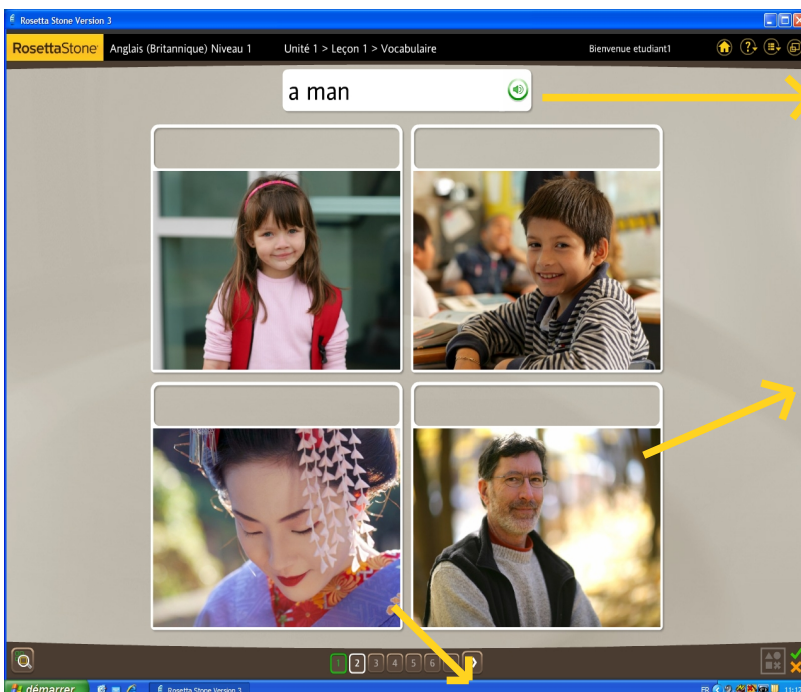 Rosetta Stone Version 3
RosettaStone Anglais (Britannique) Niveau 1 Unité 1 > Leçon 1 > Vocabulaire Bienvenue etudiant1
a man
1 2 3 4 5 6
démarrer Rosetta Stone Version 3 FR